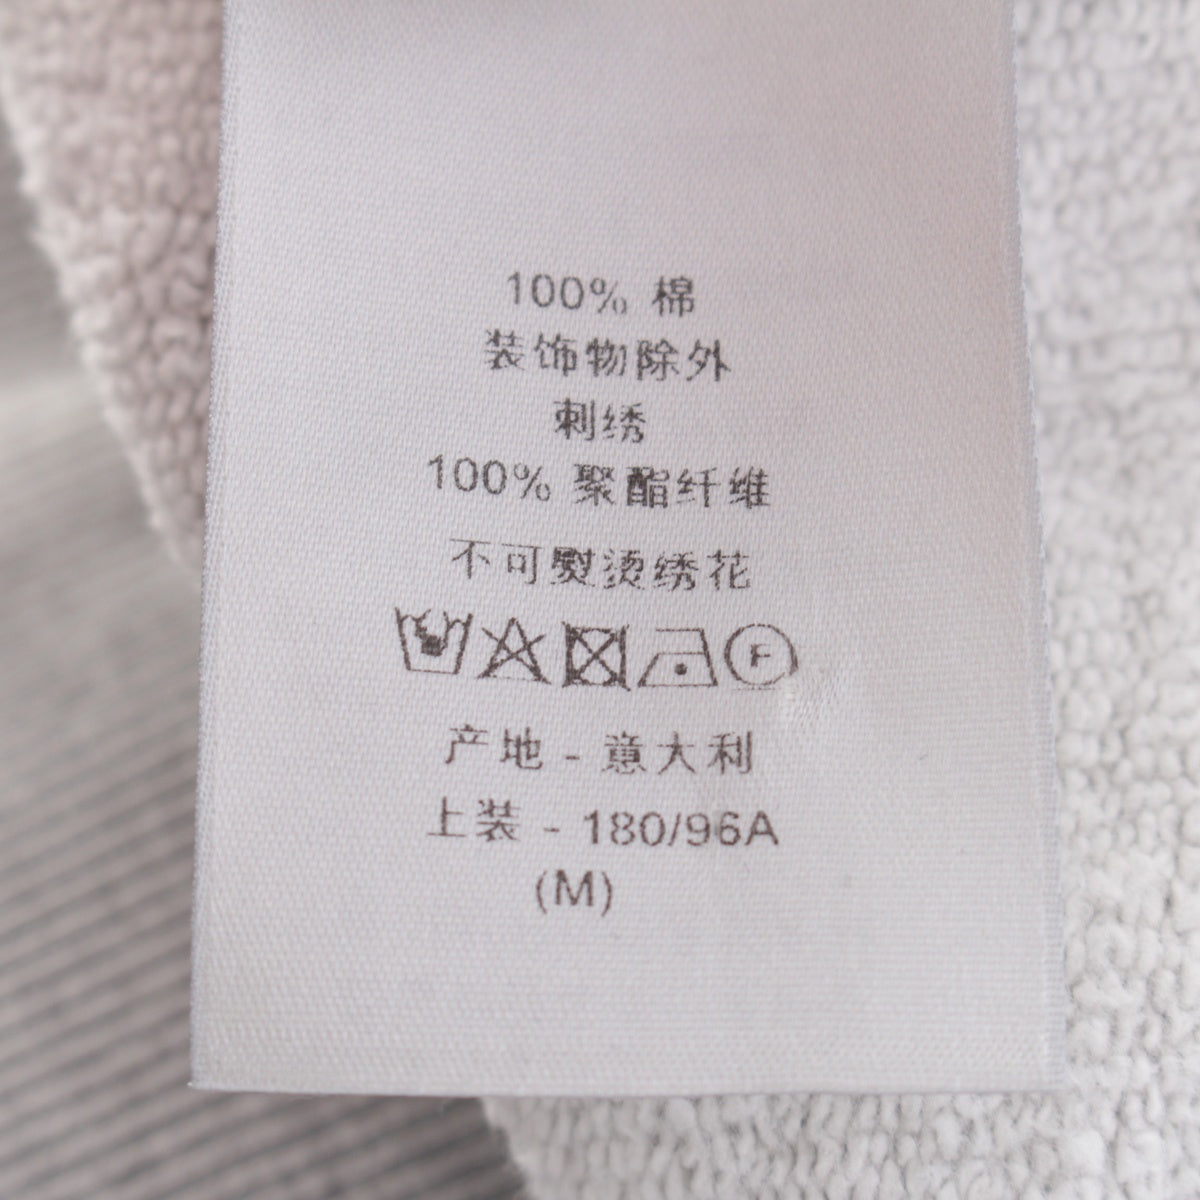 100% 棉
装饰物除外
刺绣
100% 聚酯纤维
不可熨烫绣花
F
产地 - 意大利
上装 - 180/96A
(M)